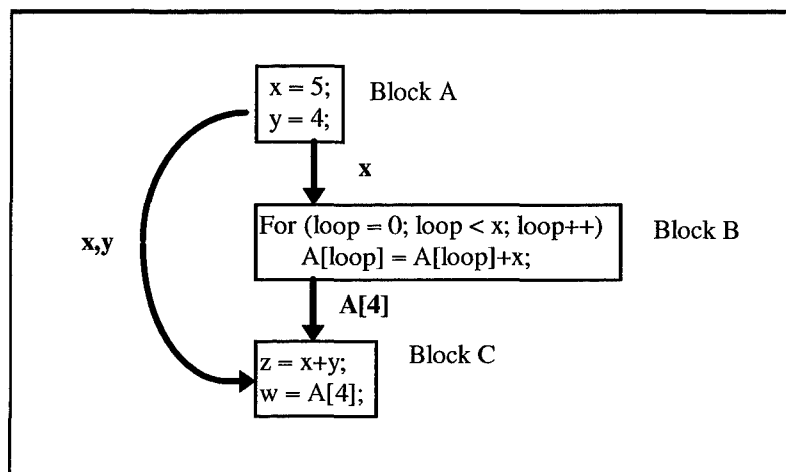 x = 5;
y = 4;
Block A
x
x,y
For (loop = 0; loop < x; loop++)
A[loop] = A[loop]+x;
Block B
A[4]
z = x+y;
w = A[4];
Block C